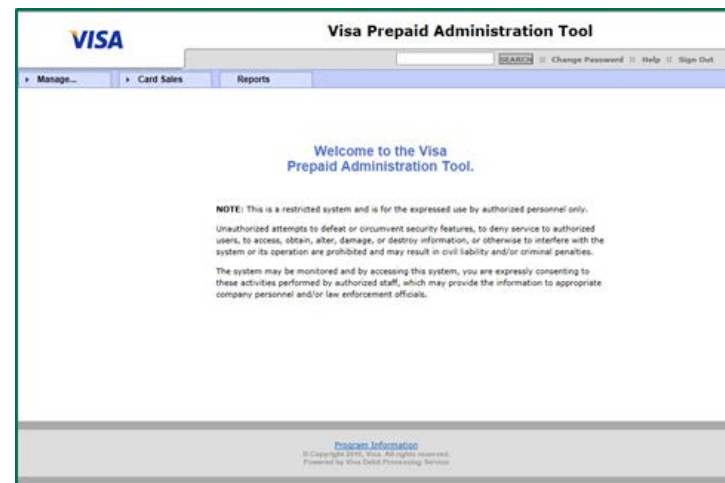 VISA
Visa Prepaid Administration Tool
SEARCH :: Change Password :: Help :: Sign Out
Manage... Card Sales Reports
Welcome to the Visa
Prepaid Administration Tool.
NOTE: This is a restricted system and is for the expressed use by authorized personnel only.
Unauthorized attempts to defeat or circumvent security features, to deny service to authorized
users, to access, obtain, alter, damage, or destroy information, or otherwise to interfere with the
system or its operation are prohibited and may result in civil liability and/or criminal penalties.
The system may be monitored and by accessing this system, you are expressly consenting to
these activities performed by authorized staff, which may provide the information to appropriate
company personnel and/or law enforcement officials.
Program Information
© Copyright 2010, Visa. All rights reserved.
Powered by Visa Debit Processing Service